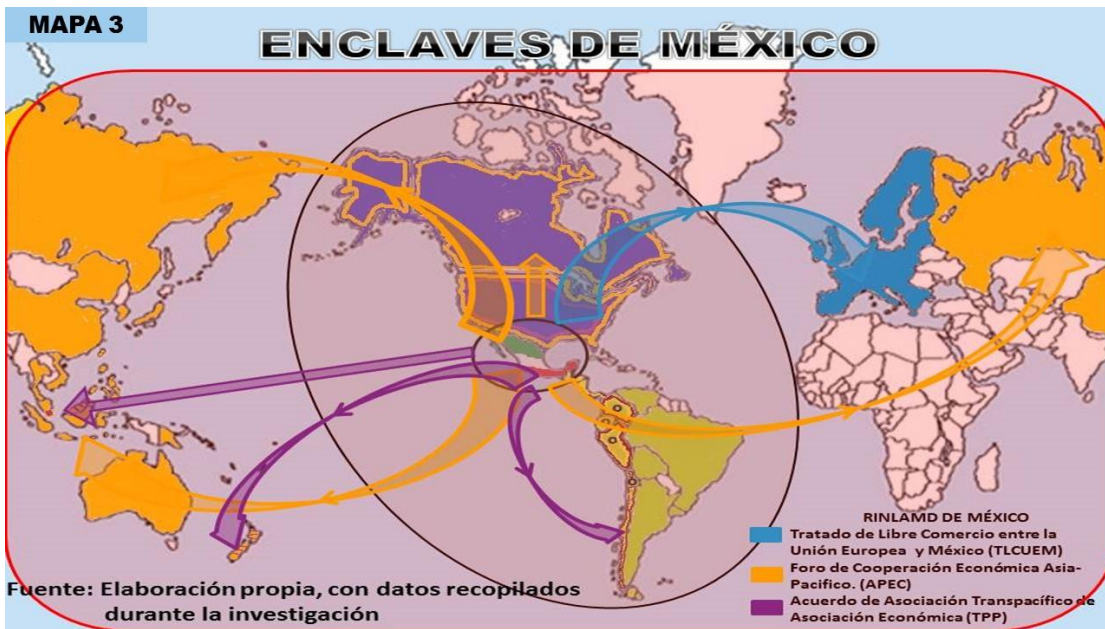 MAPA 3
ENCLAVES DE MÉXICO
RINLAMD DE MÉXICO
Tratado de Libre Comercio entre la
Unión Europea y México (TLCUEM)
Foro de Cooperación Económica Asia-
Pacifico. (APEC)
Acuerdo de Asociación Transpacífico de
Asociación Económica (TPP)
Fuente: Elaboración propia, con datos recopilados
durante la investigación